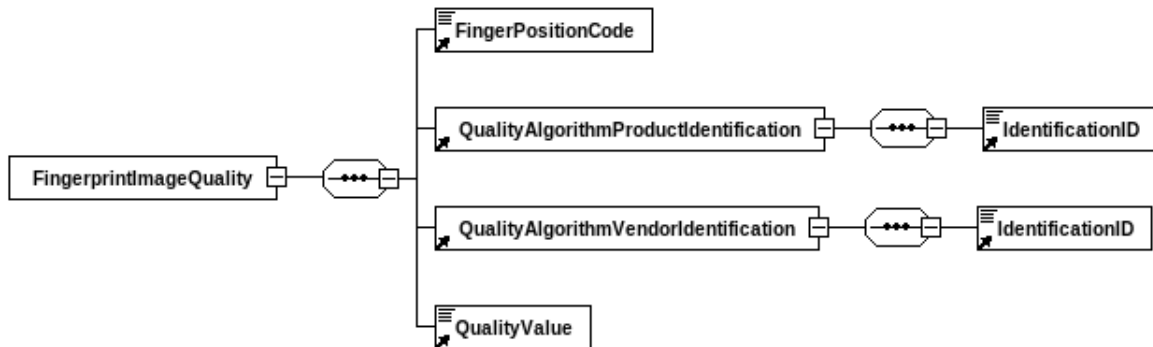 FingerPositionCode
QualityAlgorithmProductIdentification
IdentificationID
FingerprintImageQuality
QualityAlgorithmVendorIdentification
IdentificationID
QualityValue